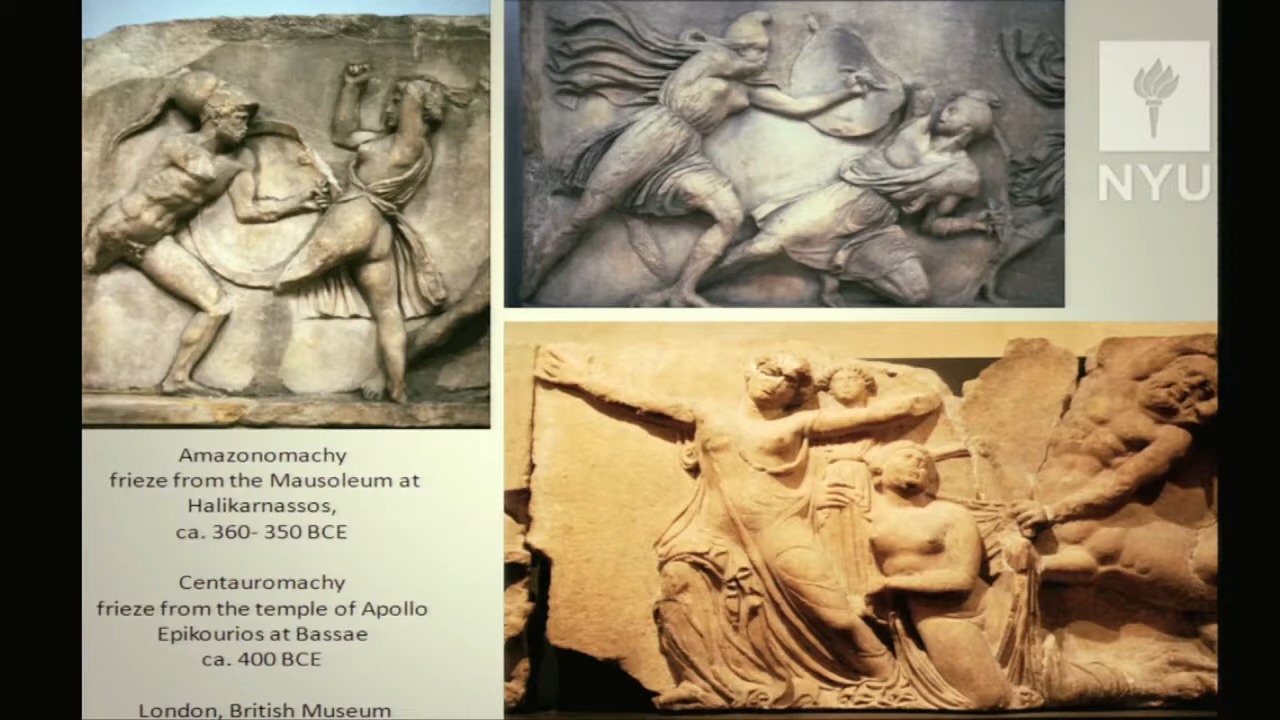 Amazonomachy
frieze from the Mausoleum at
Halikarnassos,
ca. 360- 350 BCE
Centauromachy
frieze from the temple of Apollo
Epikourios at Bassae
ca. 400 BCE
London, British Museum
NYU